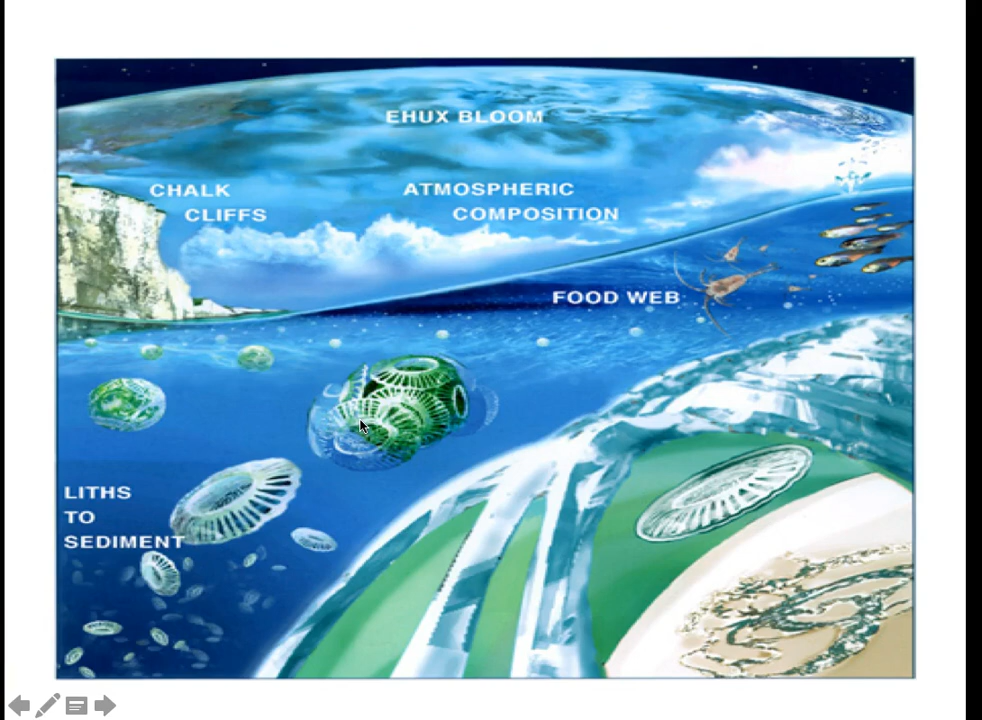 EHUX BLOOM
CHALK
CLIFFS
ATMOSPHERIC
COMPOSITION
FOOD WEB
LITHS
TO
SEDIMENT